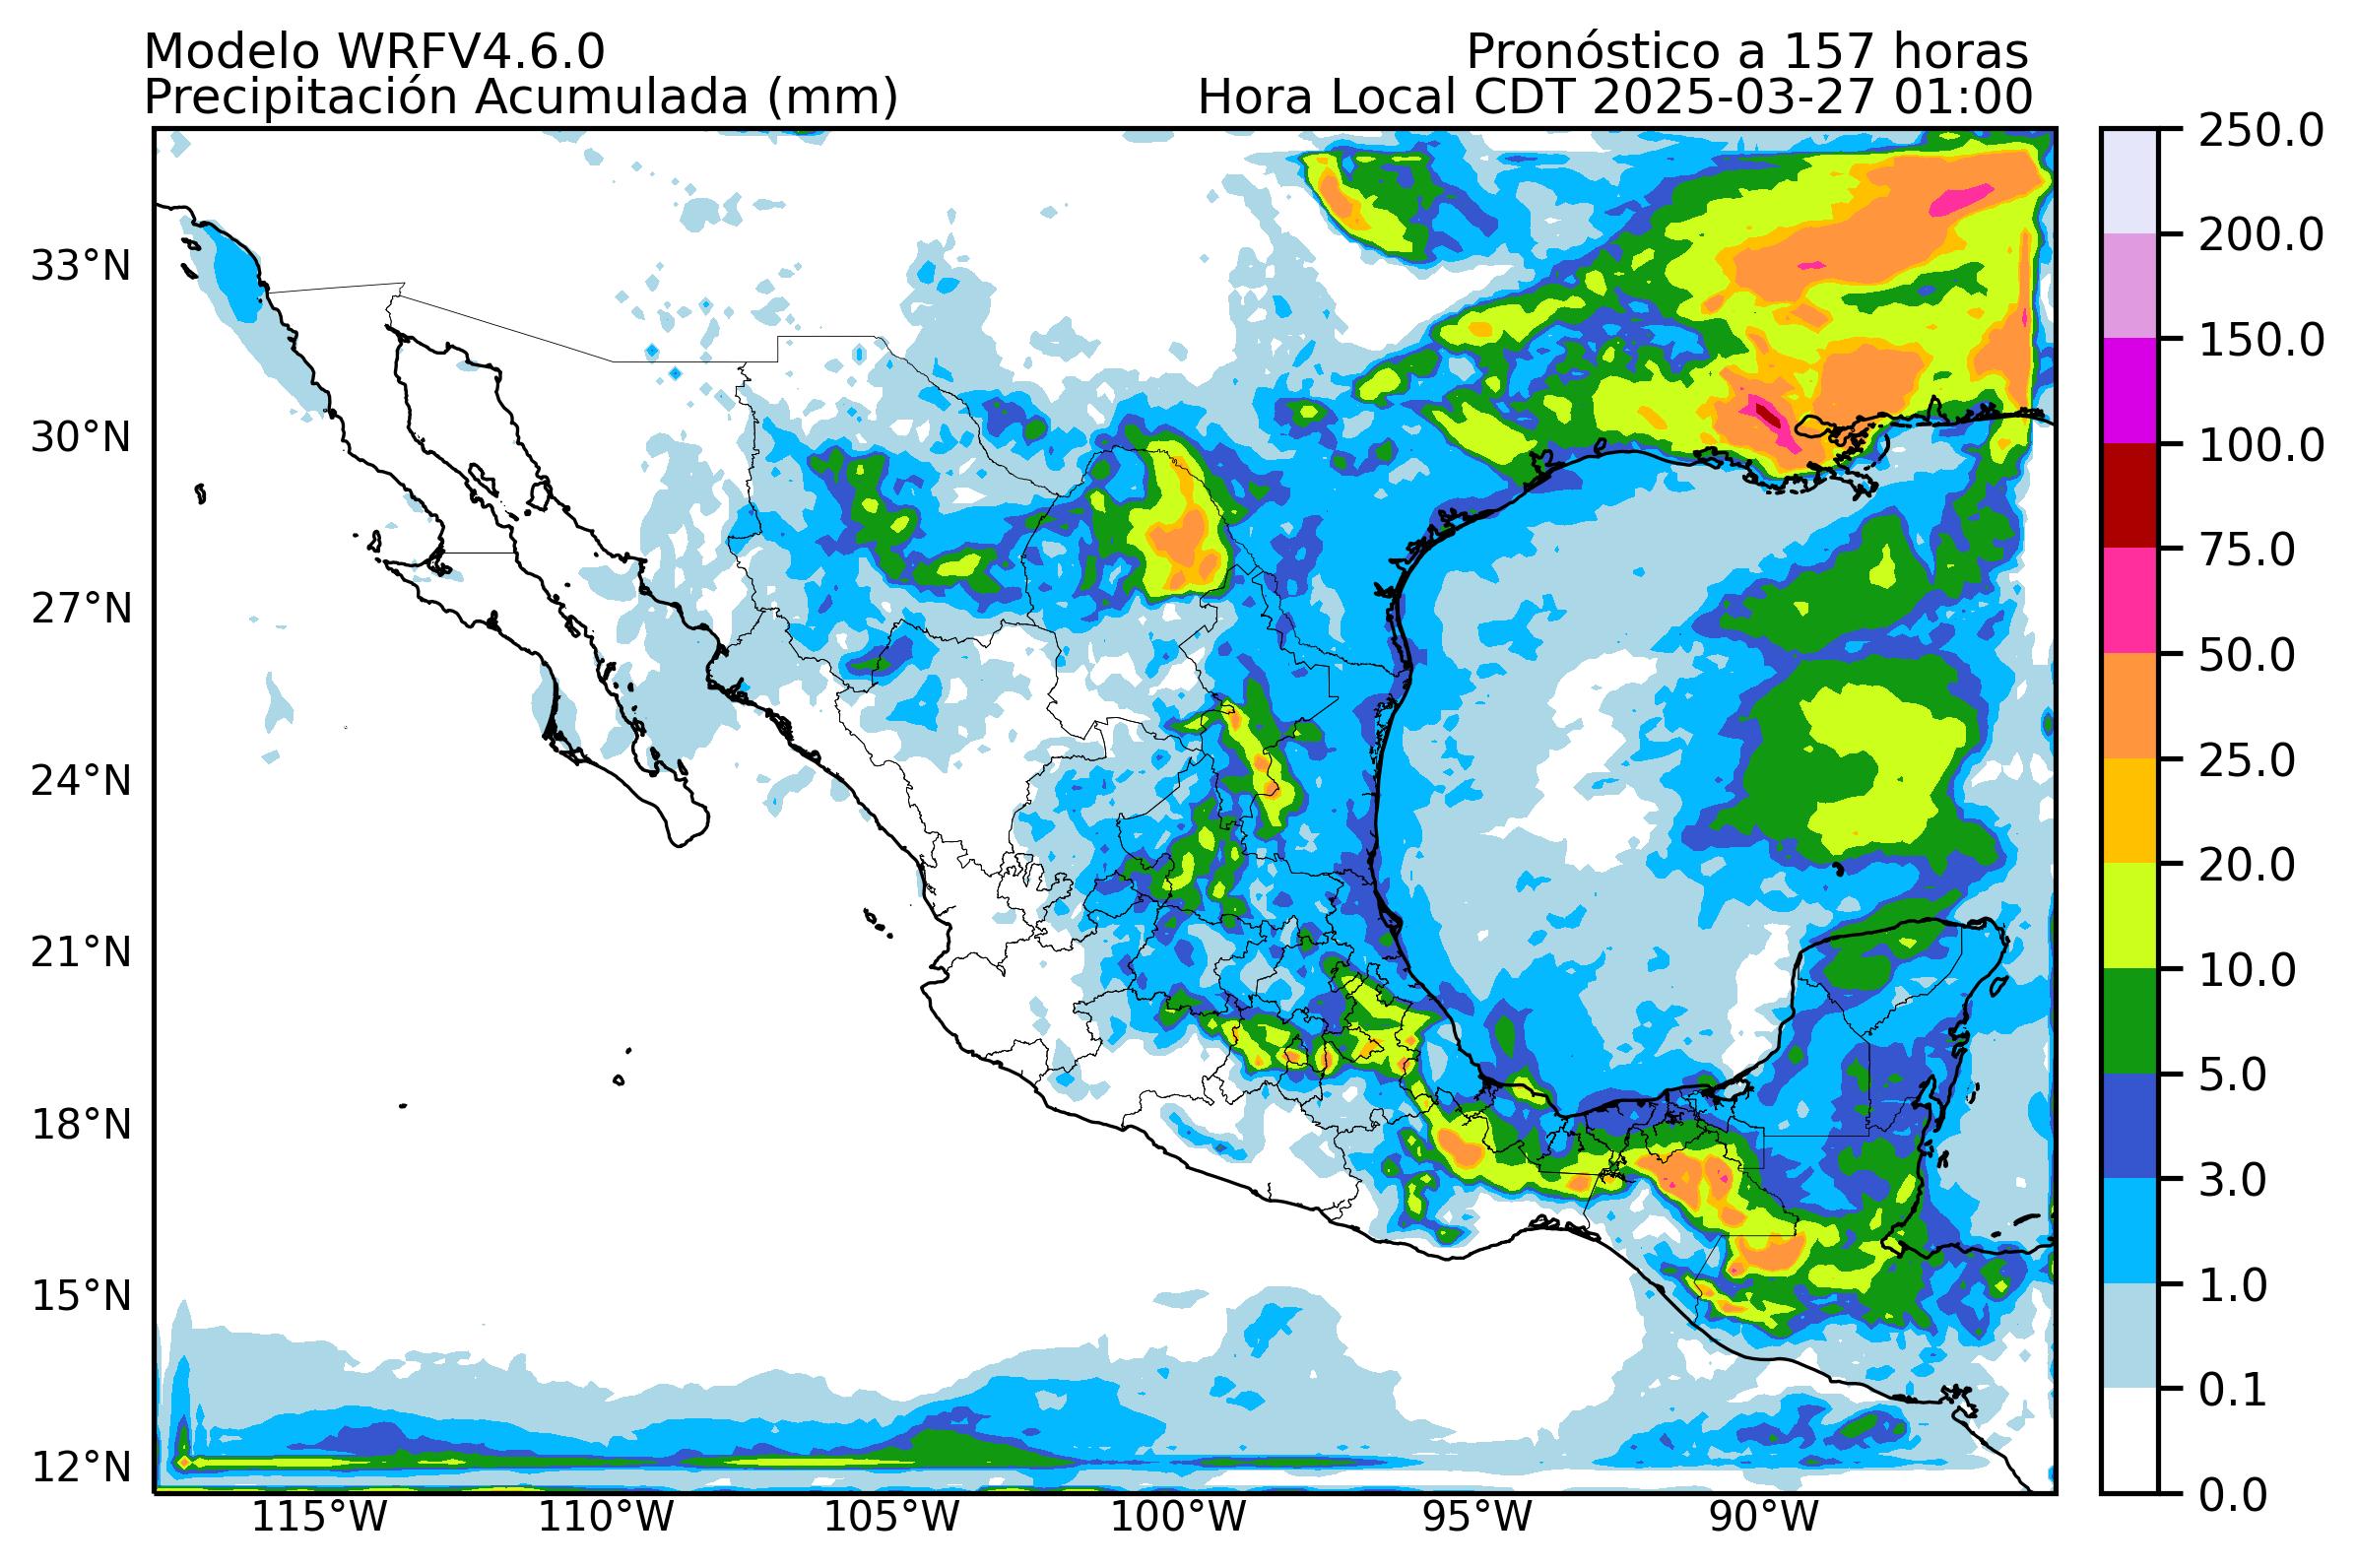 Modelo WRFV4.6.0
Pronóstico a 157 horas
Precipitación Acumulada (mm)
Hora Local CDT 2025-03-27 01:00
33°N
30°N
27°N
24°N
21°N
18°N
15°N
12°N
115°W
110°W
105°W
100°W
95°W
90°W
250.0
200.0
150.0
100.0
75.0
50.0
25.0
20.0
10.0
5.0
3.0
1.0
0.1
0.0